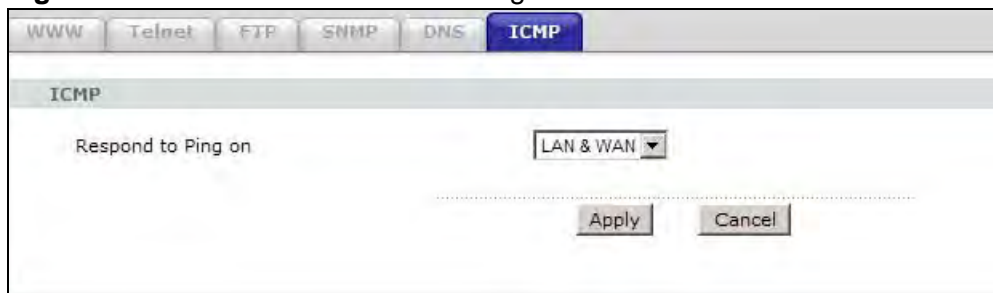 WWW Telnet FTP SNMP DNS ICMP
ICMP
Respond to Ping on LAN & WAN
Apply Cancel